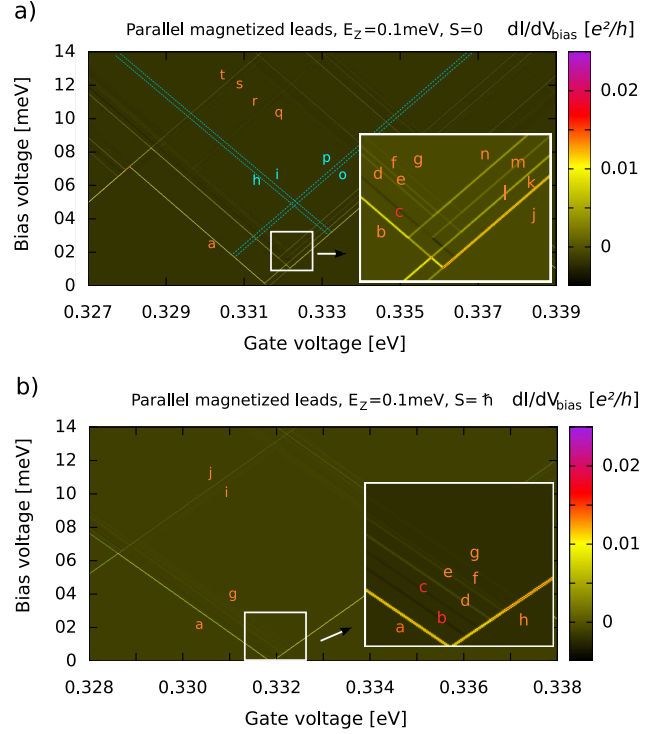 a)
Parallel magnetized leads, E_Z=0.1meV, S=0
dI/dV_bias [e²/h]
14
12
10
08
06
04
02
0
Bias voltage [meV]
t
s
r
q
p
o
h
i
a
n
m
l
k
j
g
f
e
d
c
b
0.02
0.01
0
0.327
0.329
0.331
0.333
0.335
0.337
0.339
Gate voltage [eV]
b)
Parallel magnetized leads, E_Z=0.1meV, S= ħ
dI/dV_bias [e²/h]
14
12
10
08
06
04
02
0
Bias voltage [meV]
j
i
g
a
g
f
e
d
c
b
a
h
0.02
0.01
0
0.328
0.330
0.332
0.334
0.336
0.338
Gate voltage [eV]